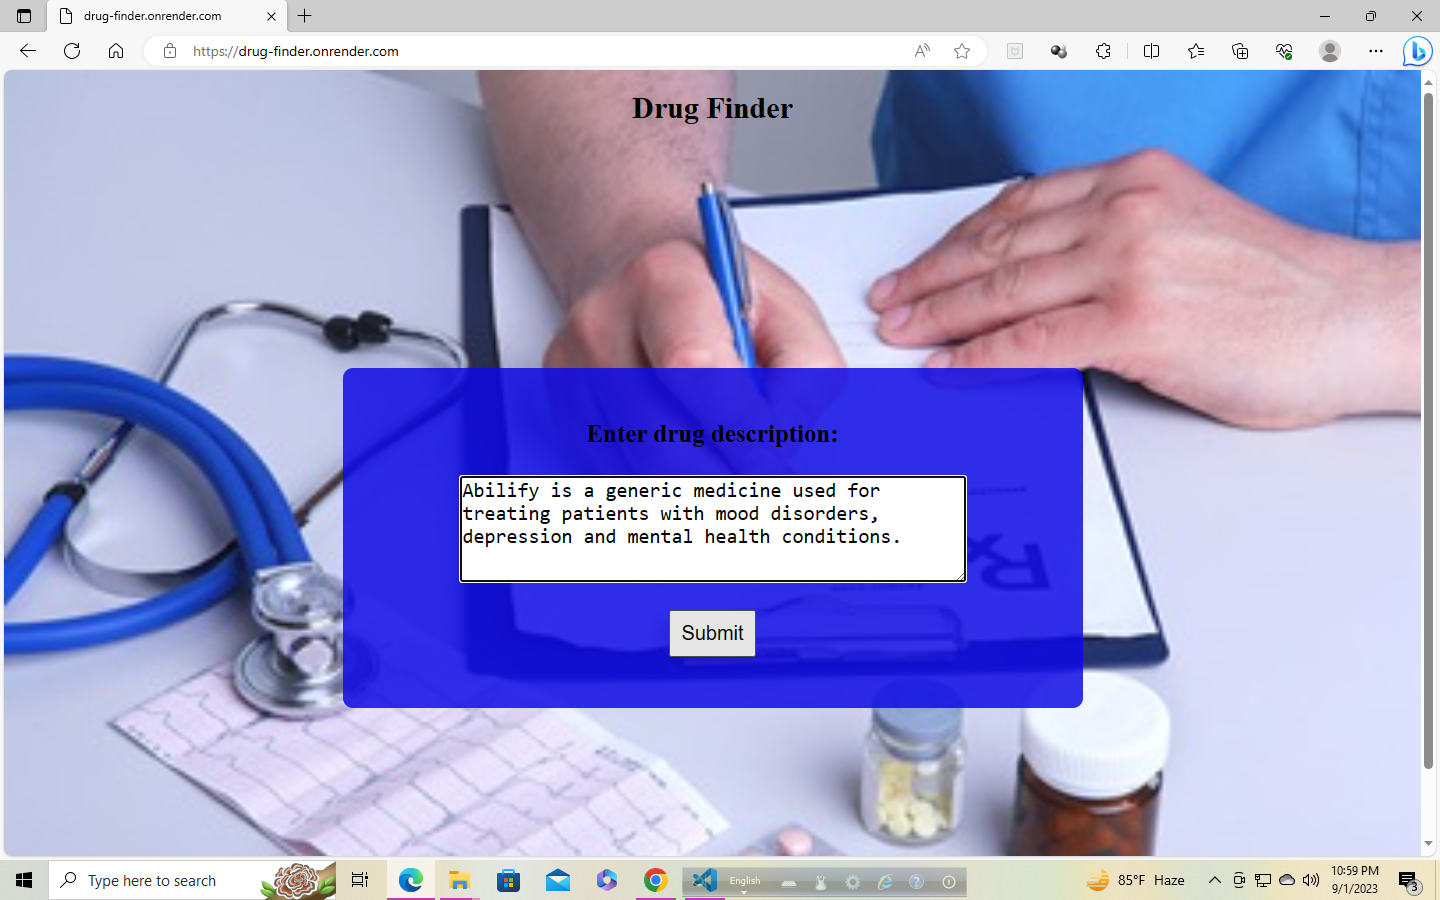 drug-finder.onrender.com
https://drug-finder.onrender.com
Drug Finder
Enter drug description:
Abilify is a generic medicine used for
treating patients with mood disorders,
depression and mental health conditions.
Submit
Type here to search
English
85°F Haze
10:59 PM
9/1/2023
3